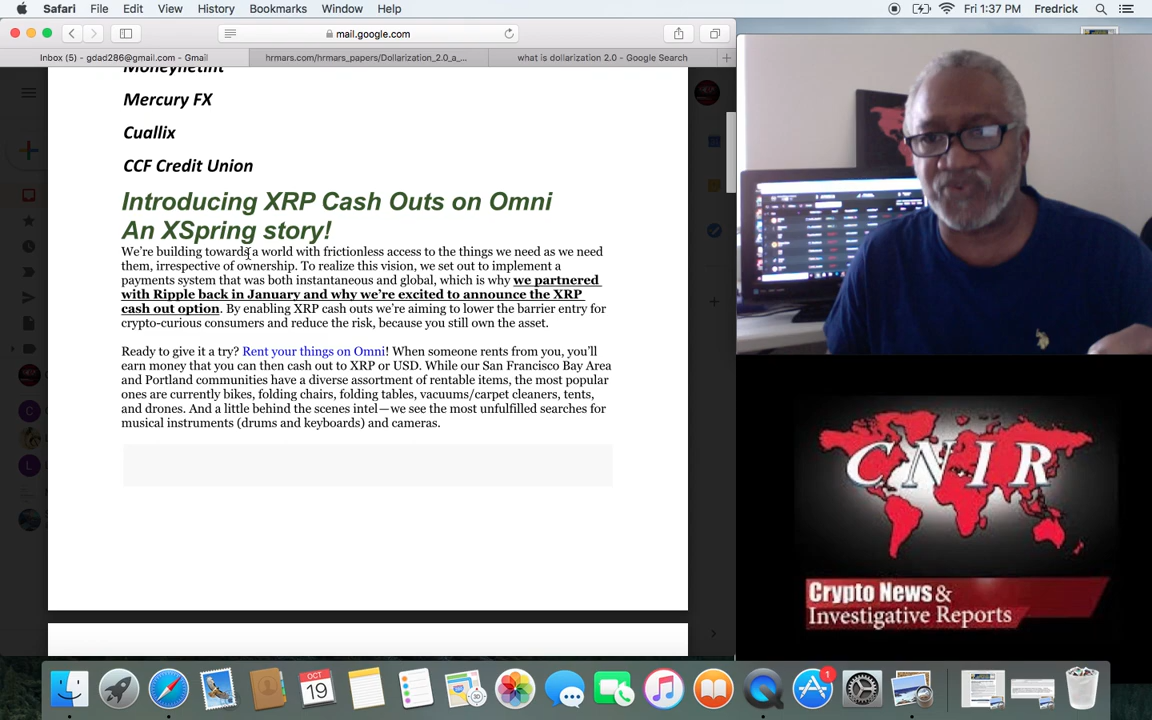 Safari File Edit View History Bookmarks Window Help
Fri 1:37 PM Fredrick
mail.google.com
Inbox (5) - gdad286@gmail.com - Gmail
hrmars.com/hrmars_papers/Dollarization_2.0_a_...
what is dollarization 2.0 - Google Search
Moneynetint
Mercury FX
Cuallix
CCF Credit Union
Introducing XRP Cash Outs on Omni
An XSpring story!
We're building towards a world with frictionless access to the things we need as we need
them, irrespective of ownership. To realize this vision, we set out to implement a
payments system that was both instantaneous and global, which is why we partnered
with Ripple back in January and why we're excited to announce the XRP
cash out option. By enabling XRP cash outs we're aiming to lower the barrier entry for
crypto-curious consumers and reduce the risk, because you still own the asset.
Ready to give it a try? Rent your things on Omni! When someone rents from you, you'll
earn money that you can then cash out to XRP or USD. While our San Francisco Bay Area
and Portland communities have a diverse assortment of rentable items, the most popular
ones are currently bikes, folding chairs, folding tables, vacuums/carpet cleaners, tents,
and drones. And a little behind the scenes intel—we see the most unfulfilled searches for
musical instruments (drums and keyboards) and cameras.
C
L
CNIR
Crypto News &
Investigative Reports
OCT
19
1